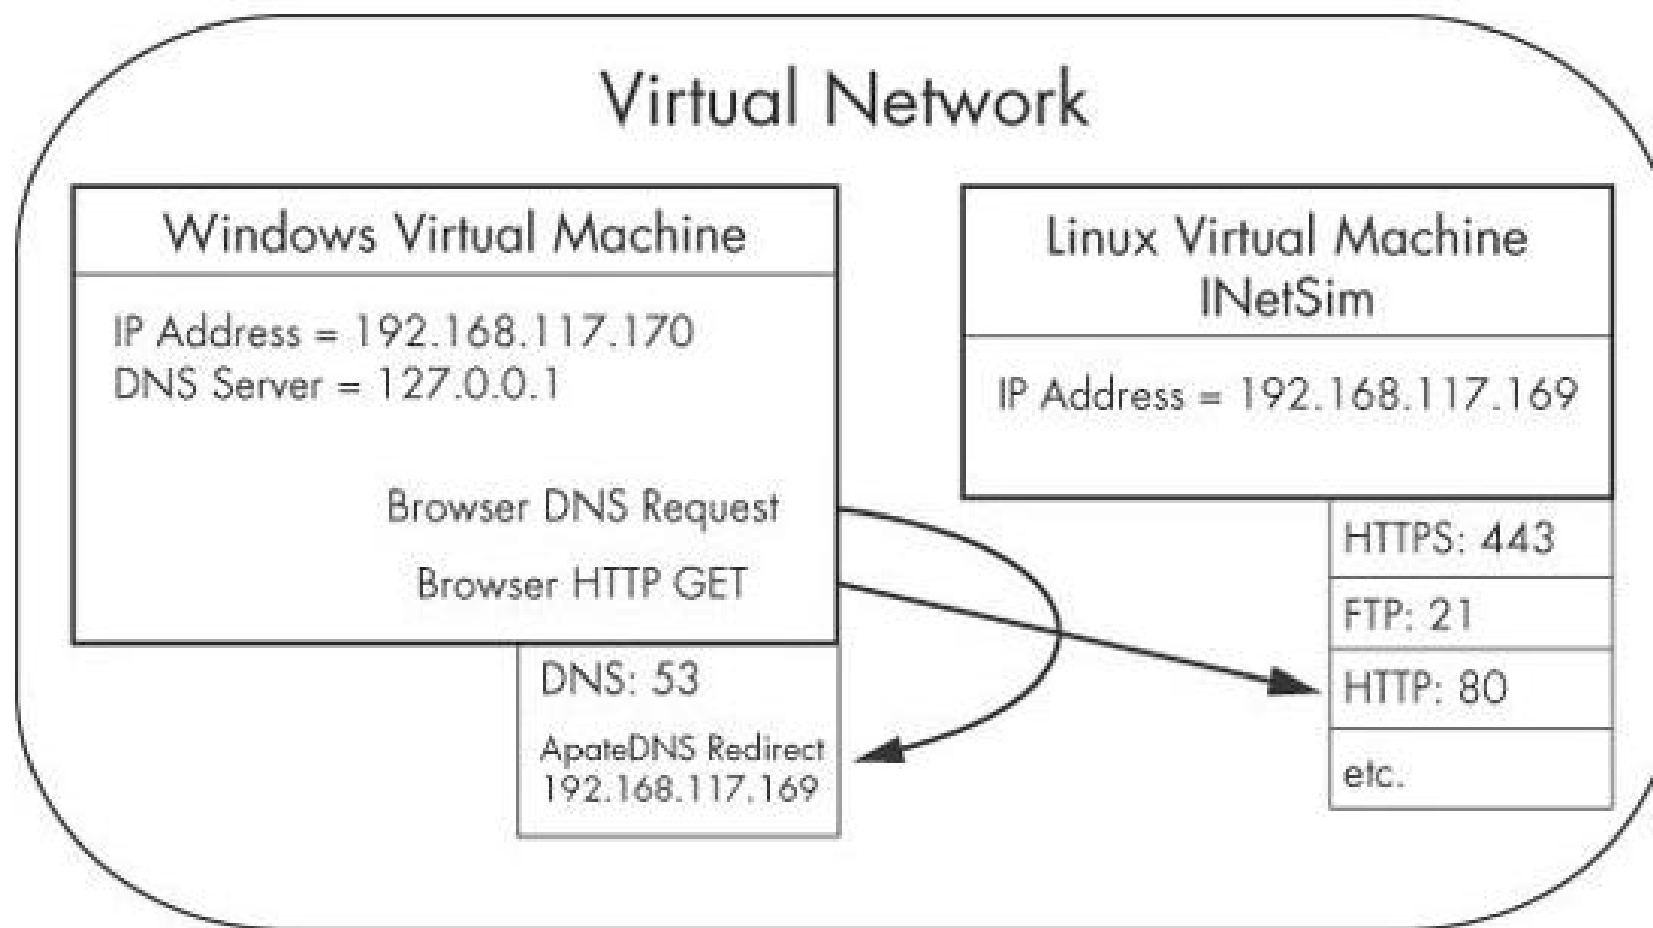 Virtual Network
Windows Virtual Machine
IP Address = 192.168.117.170
DNS Server = 127.0.0.1
Browser DNS Request
Browser HTTP GET
DNS: 53
ApateDNS Redirect
192.168.117.169
Linux Virtual Machine
INetSim
IP Address = 192.168.117.169
HTTPS: 443
FTP: 21
HTTP: 80
etc.